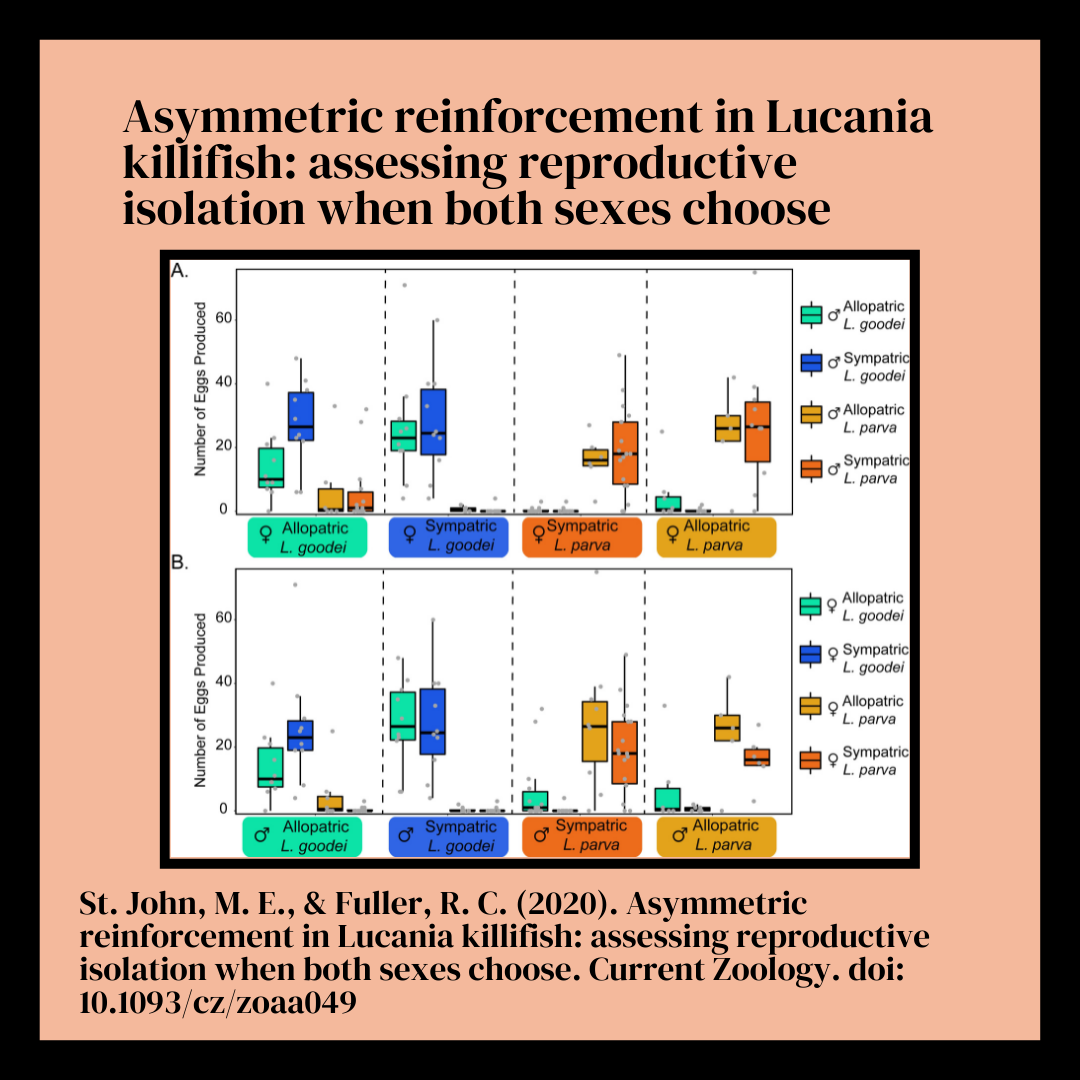 Asymmetric reinforcement in Lucania
killifish: assessing reproductive
isolation when both sexes choose
A.
Number of Eggs Produced
60
40
20
0
♂ Allopatric
L. goodei
♂ Sympatric
L. goodei
♂ Allopatric
L. parva
♂ Sympatric
L. parva
♀ Allopatric
L. goodei
♀ Sympatric
L. goodei
♀ Sympatric
L. parva
♀ Allopatric
L. parva
B.
Number of Eggs Produced
60
40
20
0
♀ Allopatric
L. goodei
♀ Sympatric
L. goodei
♀ Allopatric
L. parva
♀ Sympatric
L. parva
♂ Allopatric
L. goodei
♂ Sympatric
L. goodei
♂ Sympatric
L. parva
♂ Allopatric
L. parva
St. John, M. E., & Fuller, R. C. (2020). Asymmetric
reinforcement in Lucania killifish: assessing reproductive
isolation when both sexes choose. Current Zoology. doi:
10.1093/cz/zoaa049